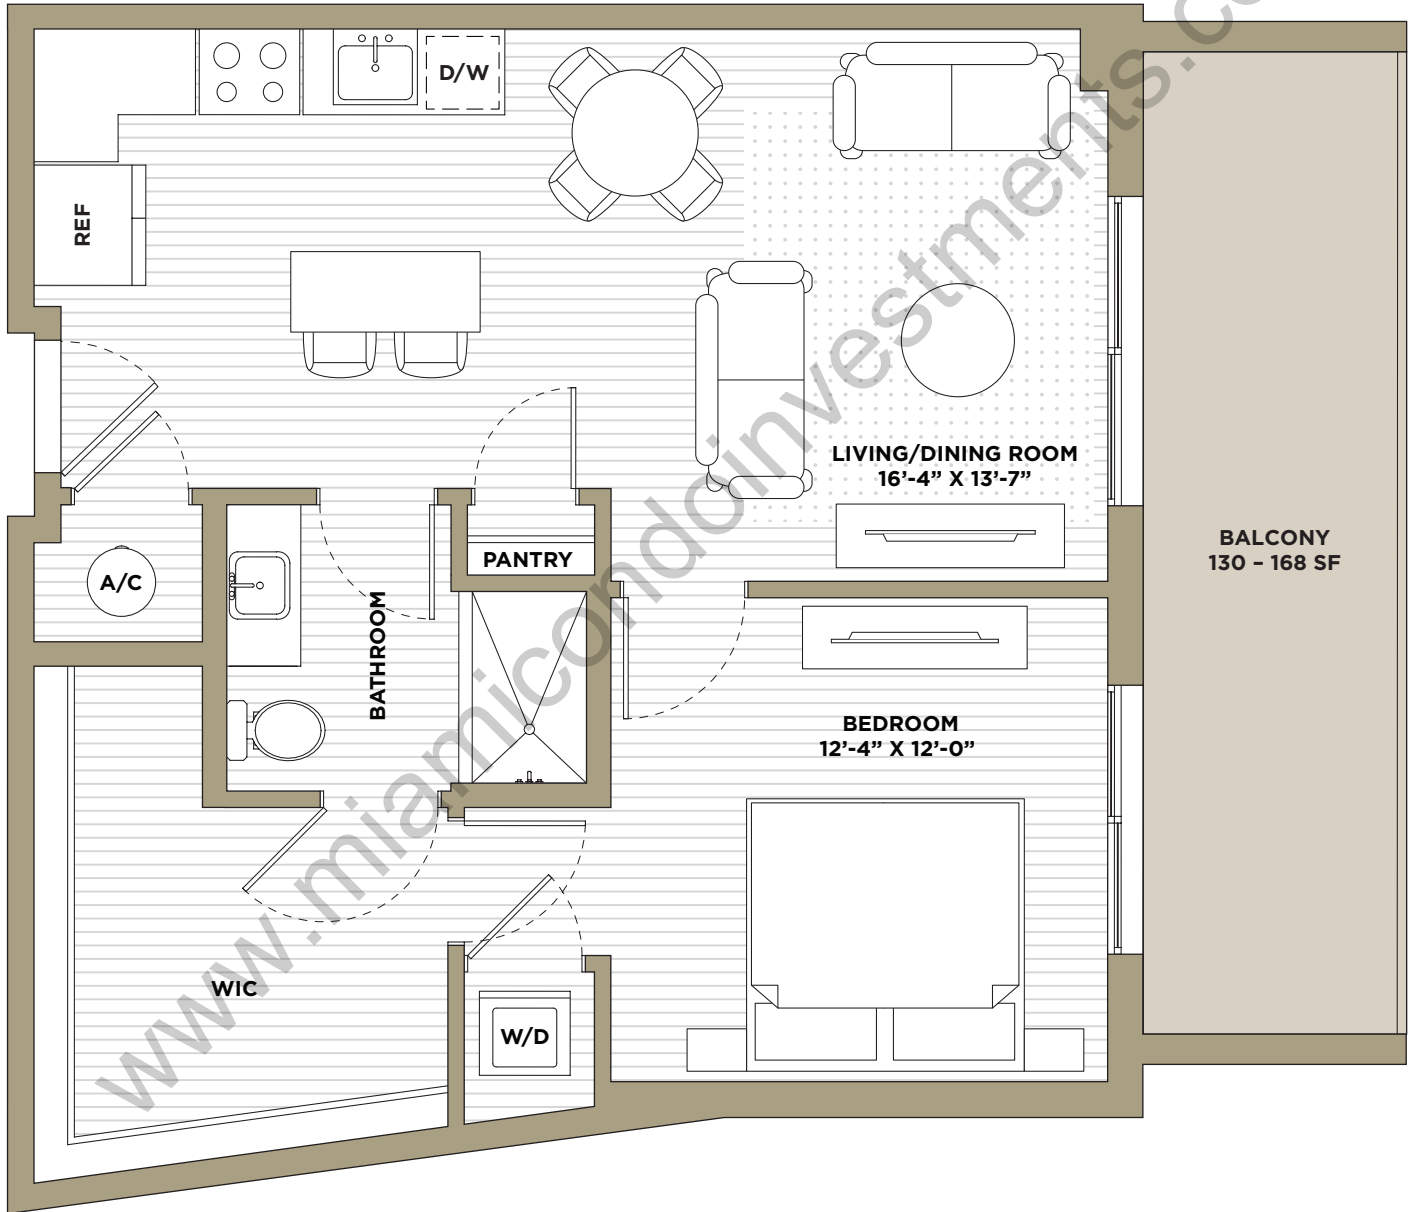 D/W
REF
LIVING/DINING ROOM
16’-4” X 13’-7”
BALCONY
130 – 168 SF
PANTRY
A/C
BATHROOM
BEDROOM
12’-4” X 12’-0”
WIC
W/D
www.miamicondoinvestments.co